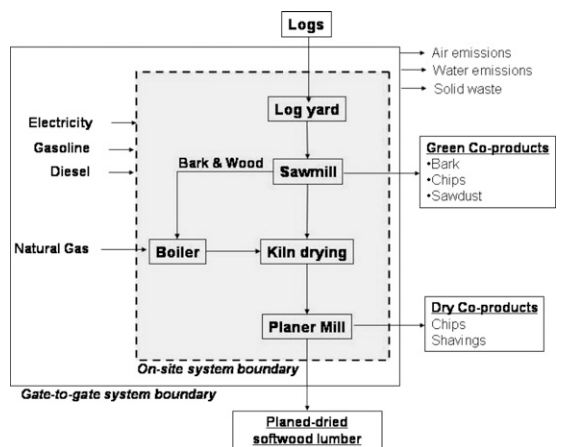 Logs
Air emissions
Water emissions
Solid waste
Log yard
Electricity
Gasoline
Diesel
Bark & Wood
Sawmill
Green Co-products
•Bark
•Chips
•Sawdust
Natural Gas
Boiler
Kiln drying
Planer Mill
Dry Co-products
Chips
Shavings
On-site system boundary
Gate-to-gate system boundary
Planed-dried
softwood lumber